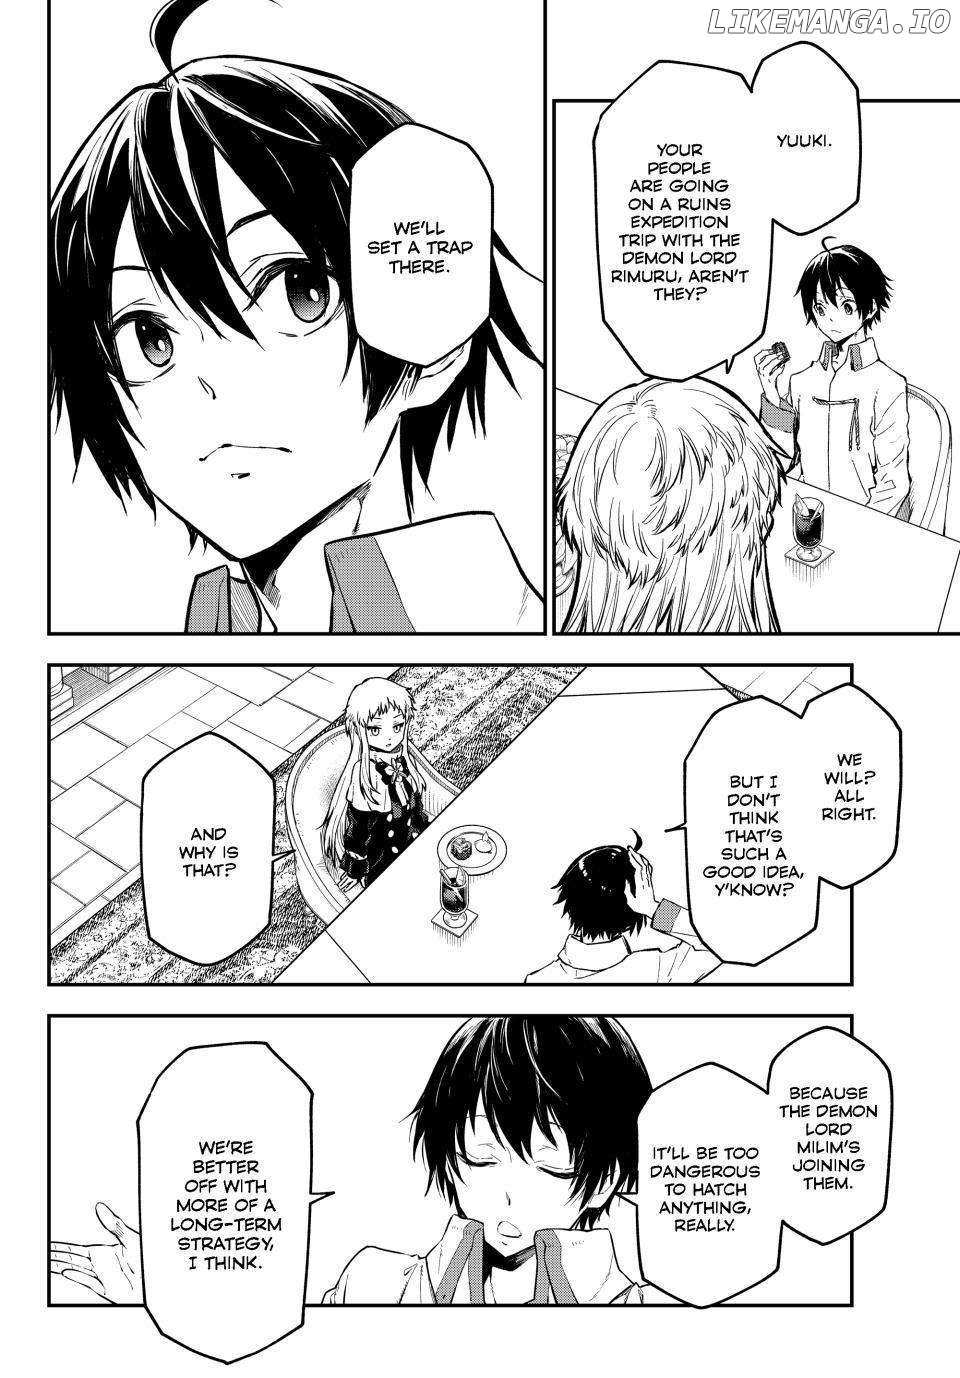 LIKEMANGA.IO
YUUKI.
YOUR
PEOPLE
ARE GOING
ON A RUINS
EXPEDITION
TRIP WITH THE
DEMON LORD
RIMURU, AREN'T
THEY?
WE'LL
SET A TRAP
THERE.
WE
WILL?
ALL
RIGHT.
BUT I
DON'T
THINK
THAT'S
SUCH A
GOOD IDEA,
Y'KNOW?
AND
WHY IS
THAT?
BECAUSE
THE DEMON
LORD
MILIM'S
JOINING
THEM.
IT'LL BE TOO
DANGEROUS
TO HATCH
ANYTHING,
REALLY.
WE'RE
BETTER
OFF WITH
MORE OF A
LONG-TERM
STRATEGY,
I THINK.